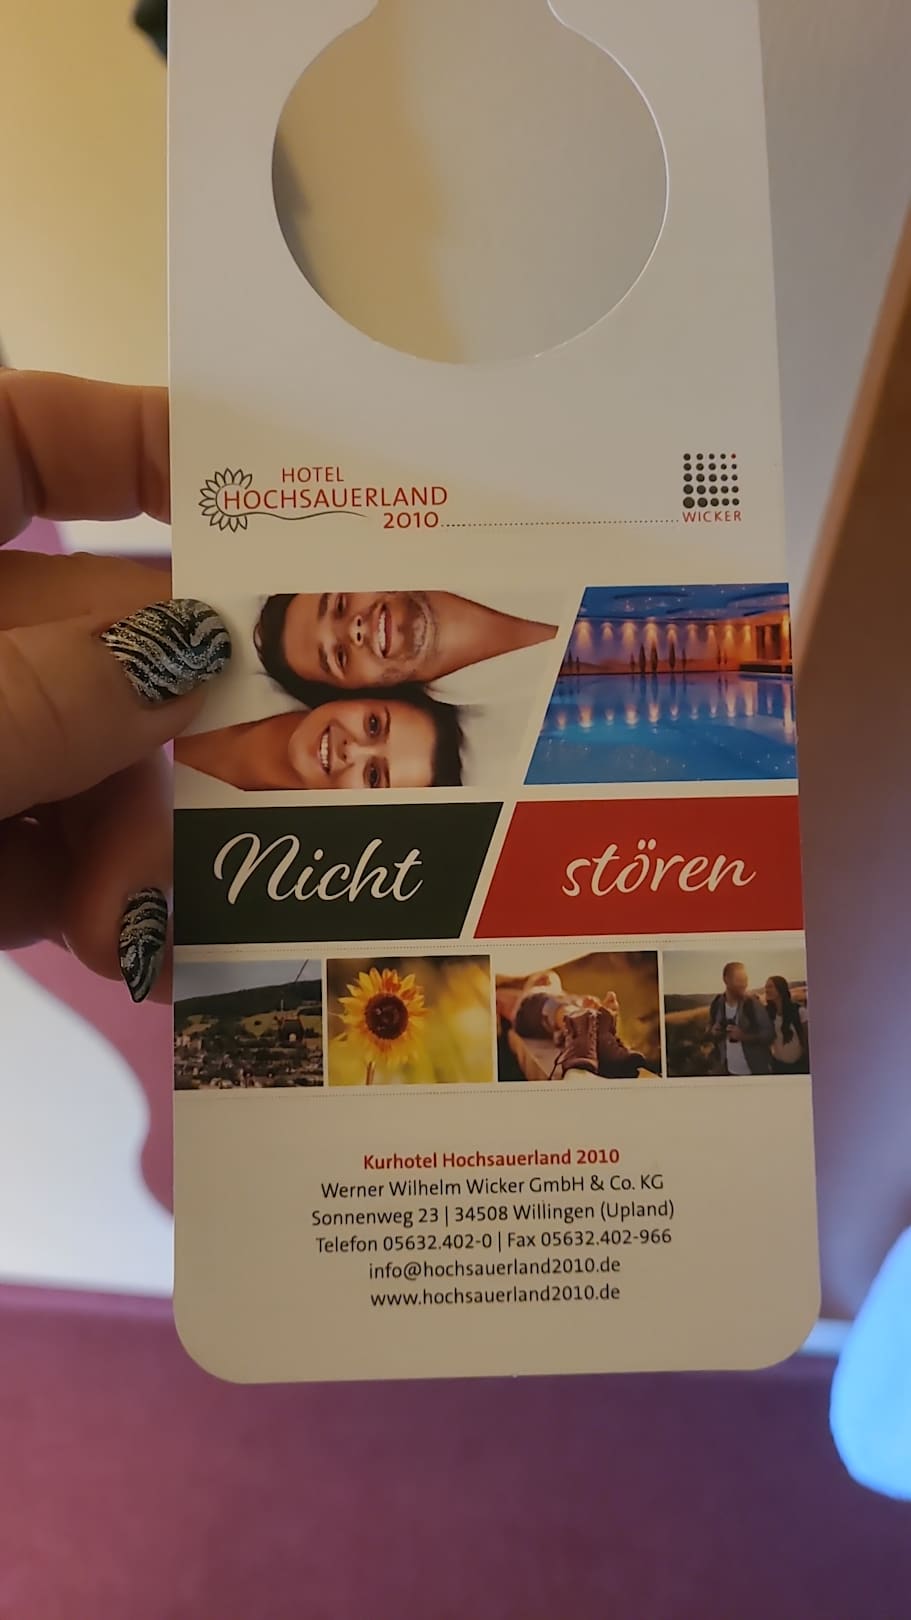 HOTEL
HOCHSAUERLAND
2010
WICKER
Nicht stören
Kurhotel Hochsauerland 2010
Werner Wilhelm Wicker GmbH & Co. KG
Sonnenweg 23 | 34508 Willingen (Upland)
Telefon 05632.402-0 | Fax 05632.402-966
info@hochsauerland2010.de
www.hochsauerland2010.de